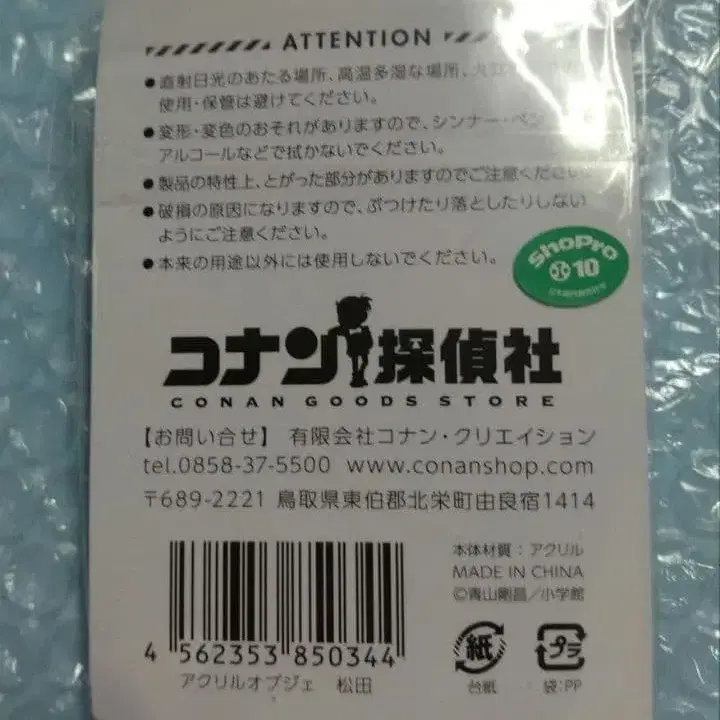 ATTENTION
●直射日光のあたる場所、高温多湿な場所、火気
使用・保管は避けてください。
●変形・変色のおそれがありますので、シンナー・ベン
アルコールなどで拭かないでください。
●製品の特性上、とがった部分がありますのでご注意ください。
●破損の原因になりますので、ぶつけたり落としたりしない
ようにご注意ください。
●本来の用途以外には使用しないでください。
ShoPro
10
コナン探偵社
CONAN GOODS STORE
【お問い合せ】 有限会社コナン・クリエイション
tel.0858-37-5500 www.conanshop.com
〒689-2221 鳥取県東伯郡北栄町由良宿1414
本体材質：アクリル
MADE IN CHINA
©青山剛昌／小学館
4 562353 850344
アクリルオブジェ 松田
紙
台紙
プラ
袋:PP